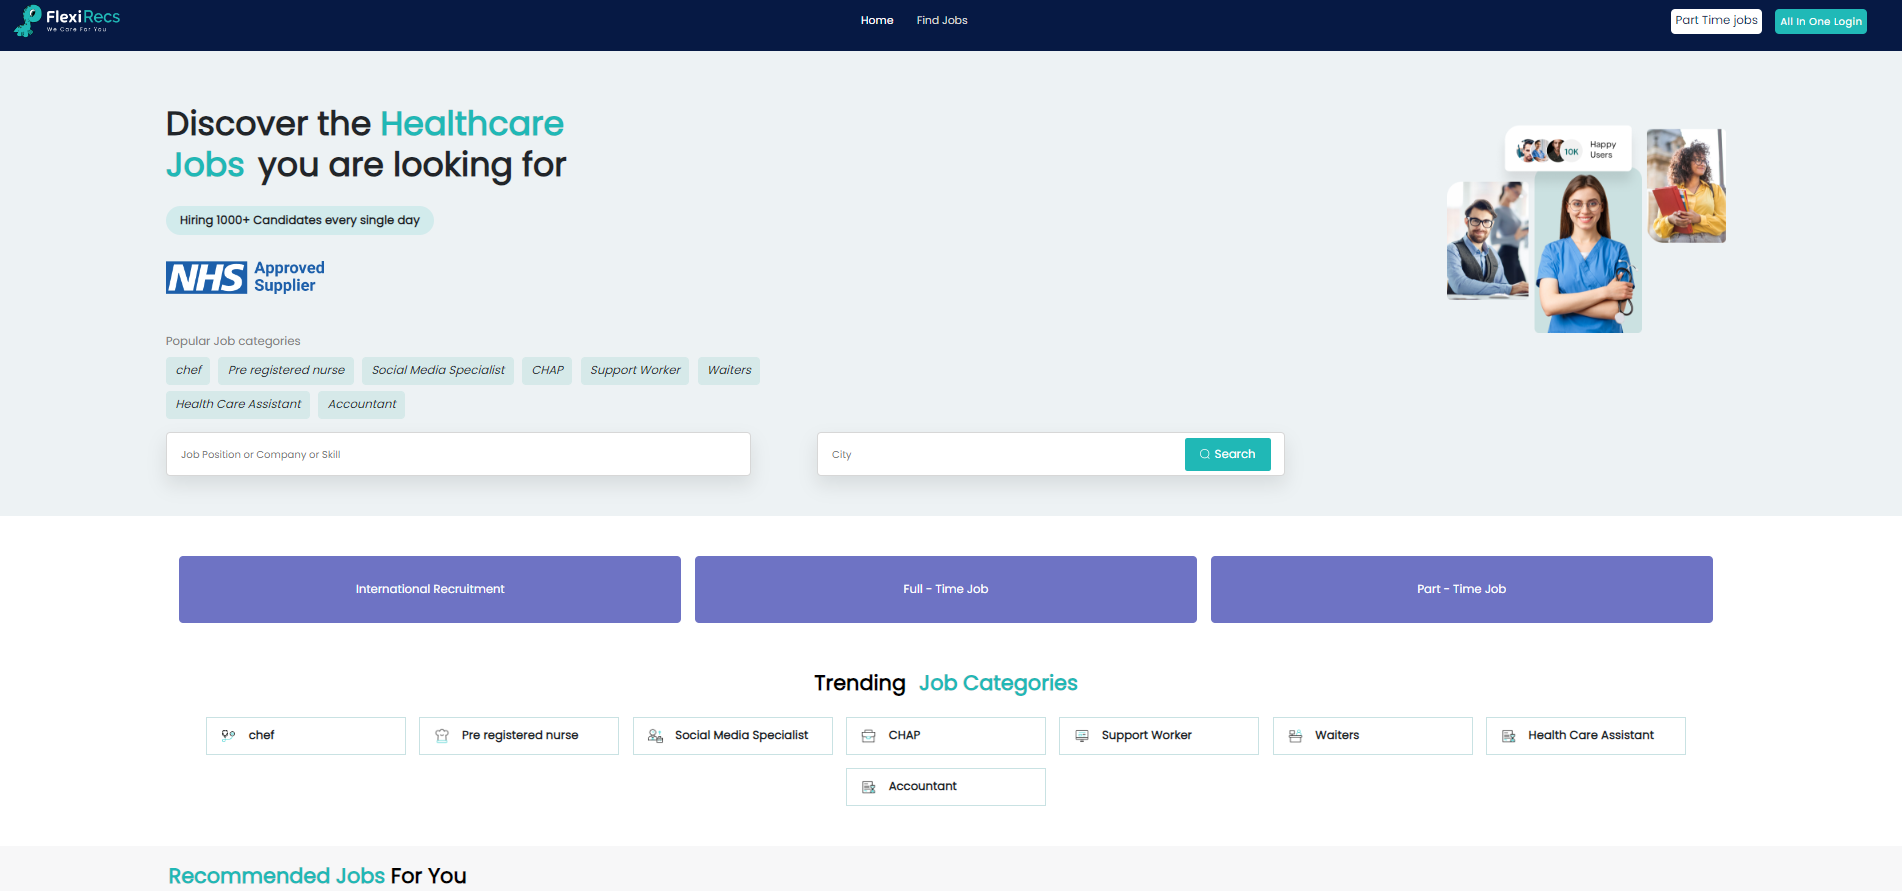 FlexiRecs
We Care For You
Home
Find Jobs
Part Time jobs
All In One Login
Discover the Healthcare
Jobs you are looking for
Hiring 1000+ Candidates every single day
NHS Approved
Supplier
10K
Happy
Users
Popular Job categories
chef
Pre registered nurse
Social Media Specialist
CHAP
Support Worker
Waiters
Health Care Assistant
Accountant
Job Position or Company or Skill
City
Search
International Recruitment
Full - Time Job
Part - Time Job
Trending Job Categories
chef
Pre registered nurse
Social Media Specialist
CHAP
Support Worker
Waiters
Health Care Assistant
Accountant
Recommended Jobs For You